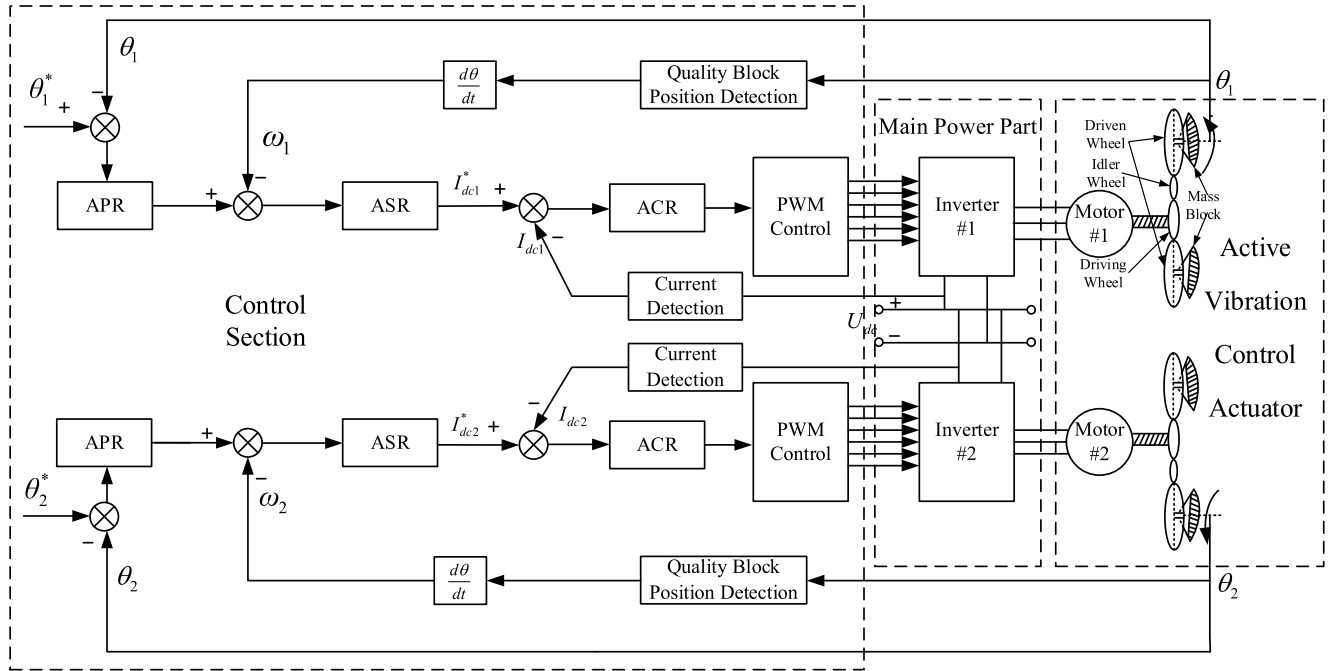 θ₁
θ₁* +
−
dθ
dt
Quality Block
Position Detection
θ₁
ω₁
−
Main Power Part
Driven
Wheel
Idler
Wheel
Mass
Block
Driving
Wheel
APR
+
ASR
I*dc1 +
Idc1 −
ACR
PWM
Control
Inverter
#1
Motor
#1
Active
Vibration
Control
Actuator
Control
Section
Current
Detection
Udc
+
−
Current
Detection
APR
+
ASR
I*dc2 +
−
Idc2
ACR
PWM
Control
Inverter
#2
Motor
#2
θ₂*
−
θ₂
−
ω₂
dθ
dt
Quality Block
Position Detection
θ₂